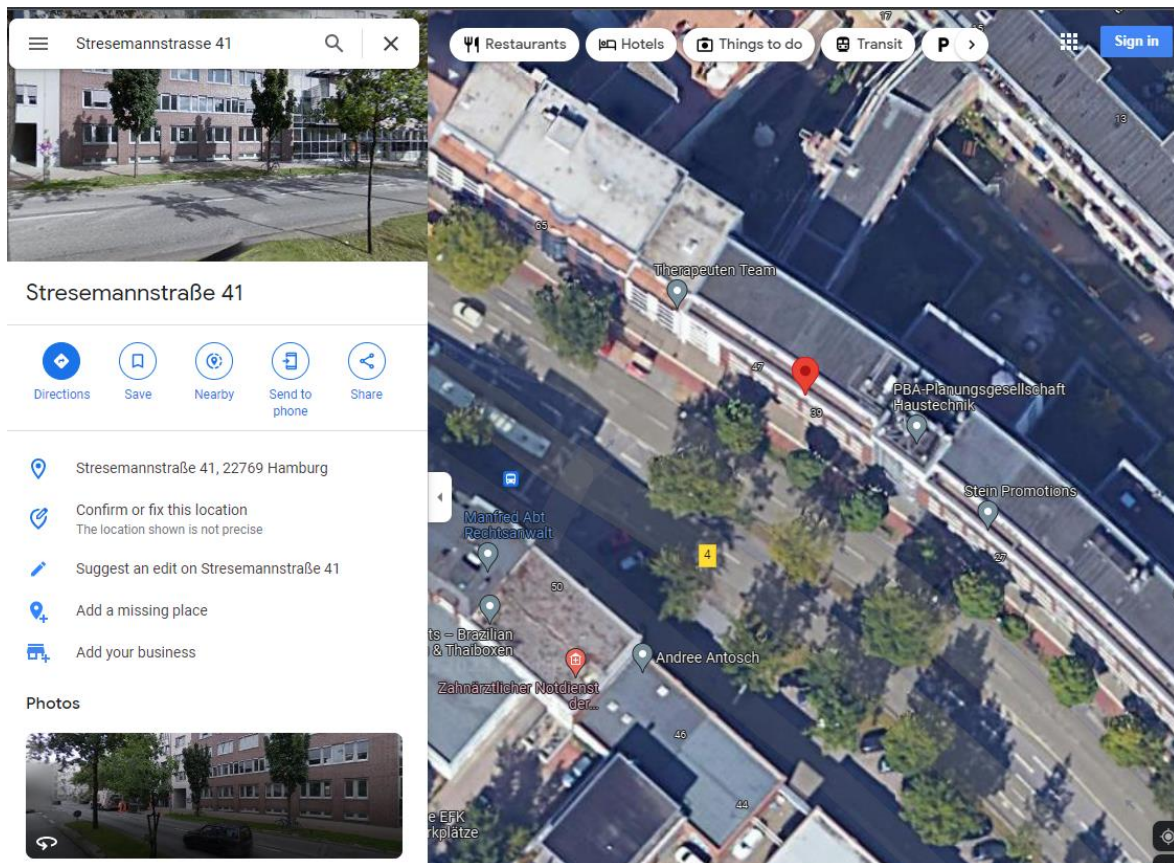 Stresemannstrasse 41
Restaurants
Hotels
Things to do
Transit
P
Sign in
Stresemannstraße 41
Directions
Save
Nearby
Send to
phone
Share
Stresemannstraße 41, 22769 Hamburg
Confirm or fix this location
The location shown is not precise
Suggest an edit on Stresemannstraße 41
Add a missing place
Add your business
Photos
17
13
65
Therapeuten Team
47
39
PBA-Planungsgesellschaft
Haustechnik
Stein Promotions
27
Manfred Abt
Rechtsanwalt
4
50
ts – Brazilian
& Thaiboxen
Andree Antosch
Zahnärztlicher Notdienst
der...
46
44
e EFK
rkplätze